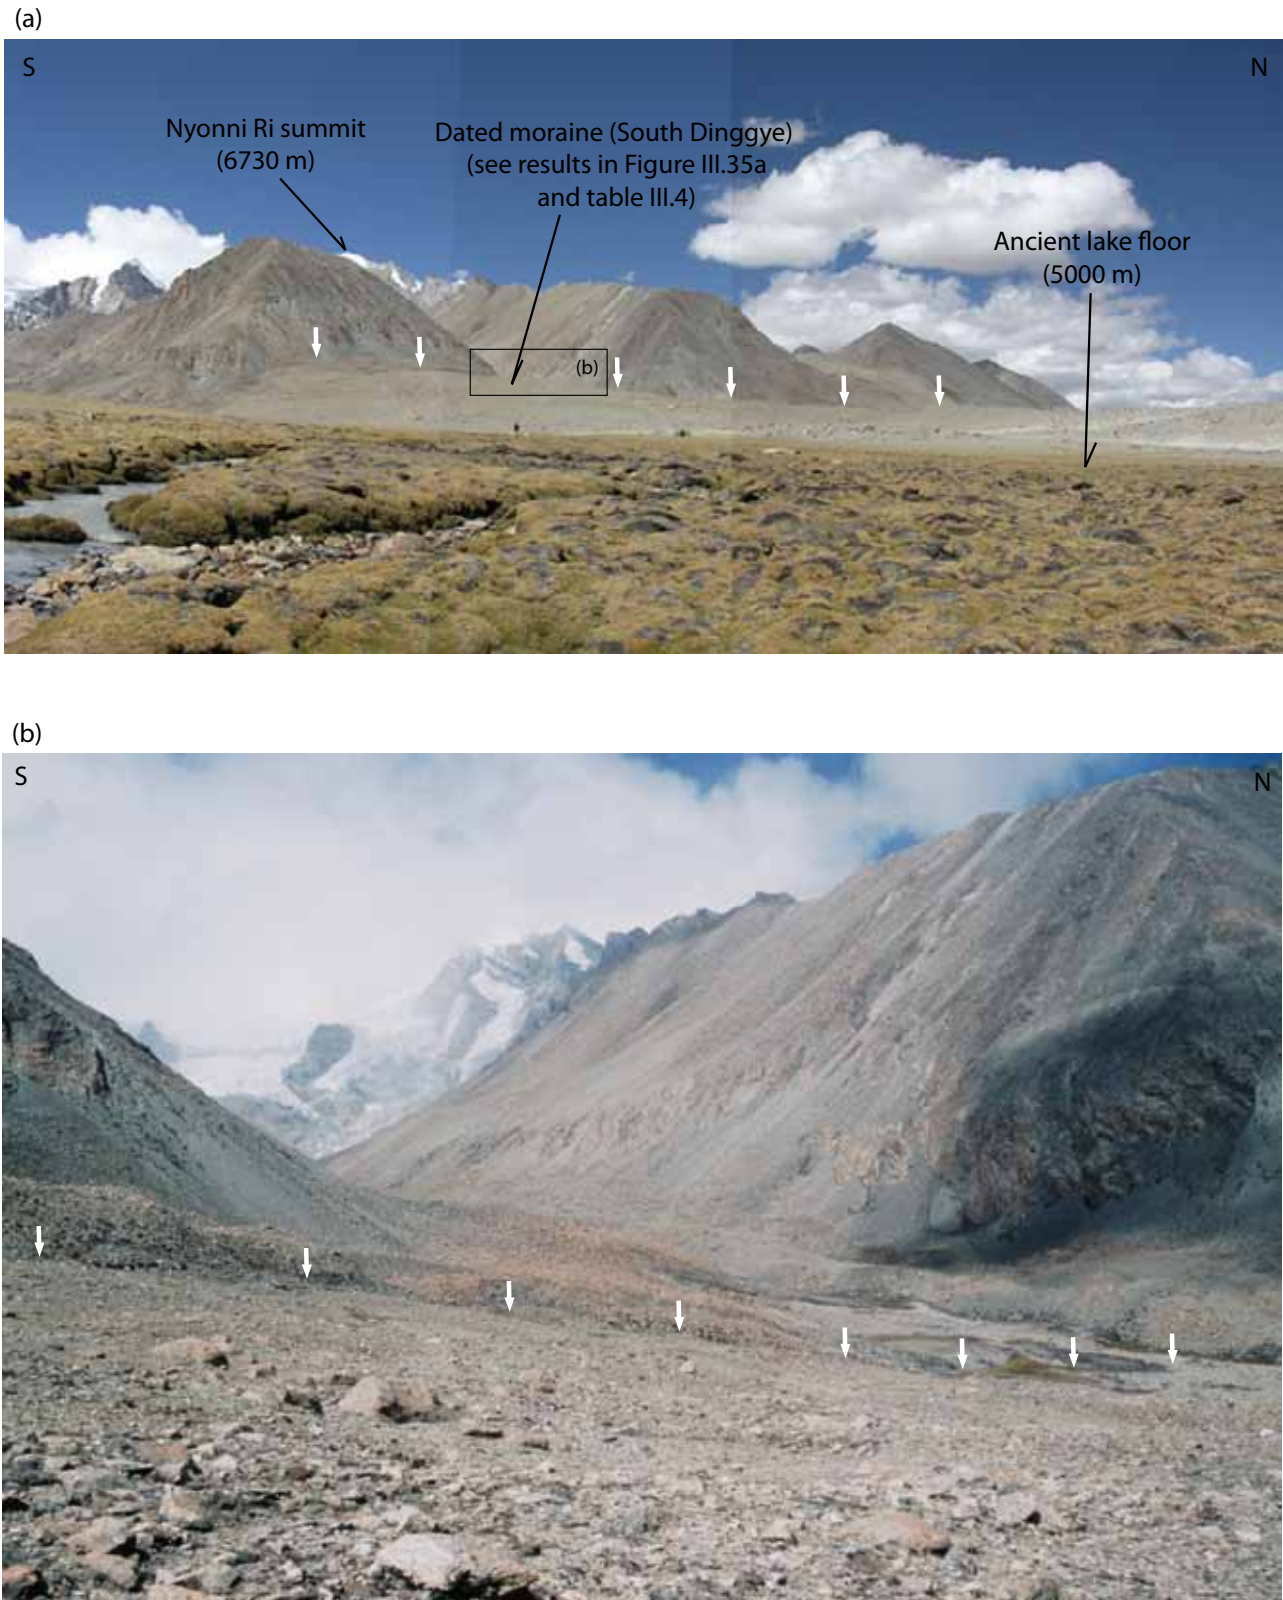 (a)
S
N
Nyonni Ri summit
(6730 m)
Dated moraine (South Dinggye)
(see results in Figure III.35a
and table III.4)
Ancient lake floor
(5000 m)
(b)
(b)
S
N